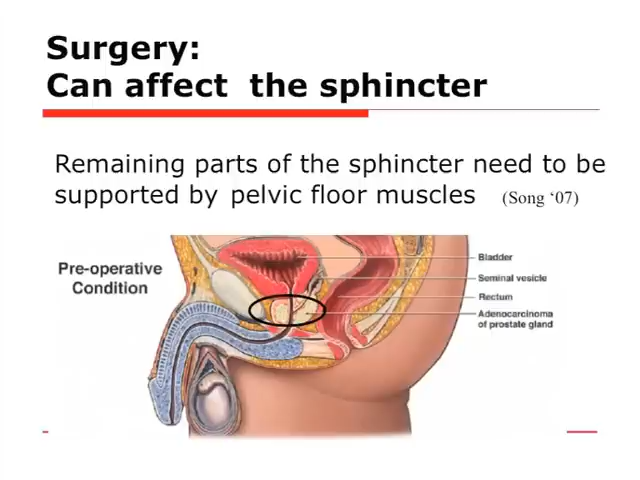 Surgery:
Can affect the sphincter
Remaining parts of the sphincter need to be
supported by pelvic floor muscles (Song ‘07)
Pre-operative
Condition
Bladder
Seminal vesicle
Rectum
Adenocarcinoma
of prostate gland